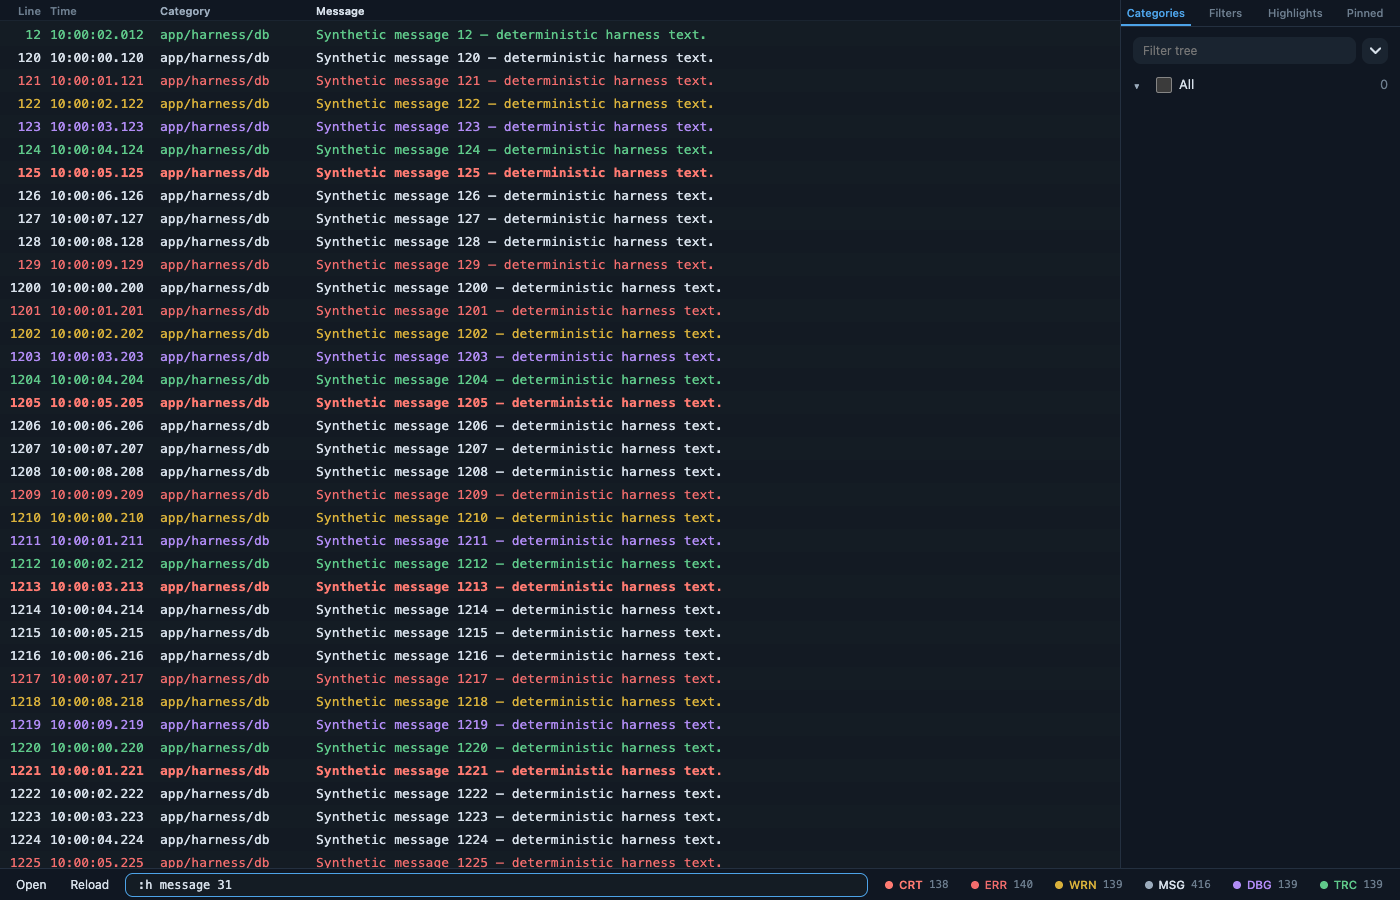 Line Time Category Message
12 10:00:02.012 app/harness/db Synthetic message 12 — deterministic harness text.
120 10:00:00.120 app/harness/db Synthetic message 120 — deterministic harness text.
121 10:00:01.121 app/harness/db Synthetic message 121 — deterministic harness text.
122 10:00:02.122 app/harness/db Synthetic message 122 — deterministic harness text.
123 10:00:03.123 app/harness/db Synthetic message 123 — deterministic harness text.
124 10:00:04.124 app/harness/db Synthetic message 124 — deterministic harness text.
125 10:00:05.125 app/harness/db Synthetic message 125 — deterministic harness text.
126 10:00:06.126 app/harness/db Synthetic message 126 — deterministic harness text.
127 10:00:07.127 app/harness/db Synthetic message 127 — deterministic harness text.
128 10:00:08.128 app/harness/db Synthetic message 128 — deterministic harness text.
129 10:00:09.129 app/harness/db Synthetic message 129 — deterministic harness text.
1200 10:00:00.200 app/harness/db Synthetic message 1200 — deterministic harness text.
1201 10:00:01.201 app/harness/db Synthetic message 1201 — deterministic harness text.
1202 10:00:02.202 app/harness/db Synthetic message 1202 — deterministic harness text.
1203 10:00:03.203 app/harness/db Synthetic message 1203 — deterministic harness text.
1204 10:00:04.204 app/harness/db Synthetic message 1204 — deterministic harness text.
1205 10:00:05.205 app/harness/db Synthetic message 1205 — deterministic harness text.
1206 10:00:06.206 app/harness/db Synthetic message 1206 — deterministic harness text.
1207 10:00:07.207 app/harness/db Synthetic message 1207 — deterministic harness text.
1208 10:00:08.208 app/harness/db Synthetic message 1208 — deterministic harness text.
1209 10:00:09.209 app/harness/db Synthetic message 1209 — deterministic harness text.
1210 10:00:00.210 app/harness/db Synthetic message 1210 — deterministic harness text.
1211 10:00:01.211 app/harness/db Synthetic message 1211 — deterministic harness text.
1212 10:00:02.212 app/harness/db Synthetic message 1212 — deterministic harness text.
1213 10:00:03.213 app/harness/db Synthetic message 1213 — deterministic harness text.
1214 10:00:04.214 app/harness/db Synthetic message 1214 — deterministic harness text.
1215 10:00:05.215 app/harness/db Synthetic message 1215 — deterministic harness text.
1216 10:00:06.216 app/harness/db Synthetic message 1216 — deterministic harness text.
1217 10:00:07.217 app/harness/db Synthetic message 1217 — deterministic harness text.
1218 10:00:08.218 app/harness/db Synthetic message 1218 — deterministic harness text.
1219 10:00:09.219 app/harness/db Synthetic message 1219 — deterministic harness text.
1220 10:00:00.220 app/harness/db Synthetic message 1220 — deterministic harness text.
1221 10:00:01.221 app/harness/db Synthetic message 1221 — deterministic harness text.
1222 10:00:02.222 app/harness/db Synthetic message 1222 — deterministic harness text.
1223 10:00:03.223 app/harness/db Synthetic message 1223 — deterministic harness text.
1224 10:00:04.224 app/harness/db Synthetic message 1224 — deterministic harness text.
1225 10:00:05.225 app/harness/db Synthetic message 1225 — deterministic harness text.
Categories Filters Highlights Pinned
Filter tree
All 0
Open Reload :h message 31 CRT 138 ERR 140 WRN 139 MSG 416 DBG 139 TRC 139